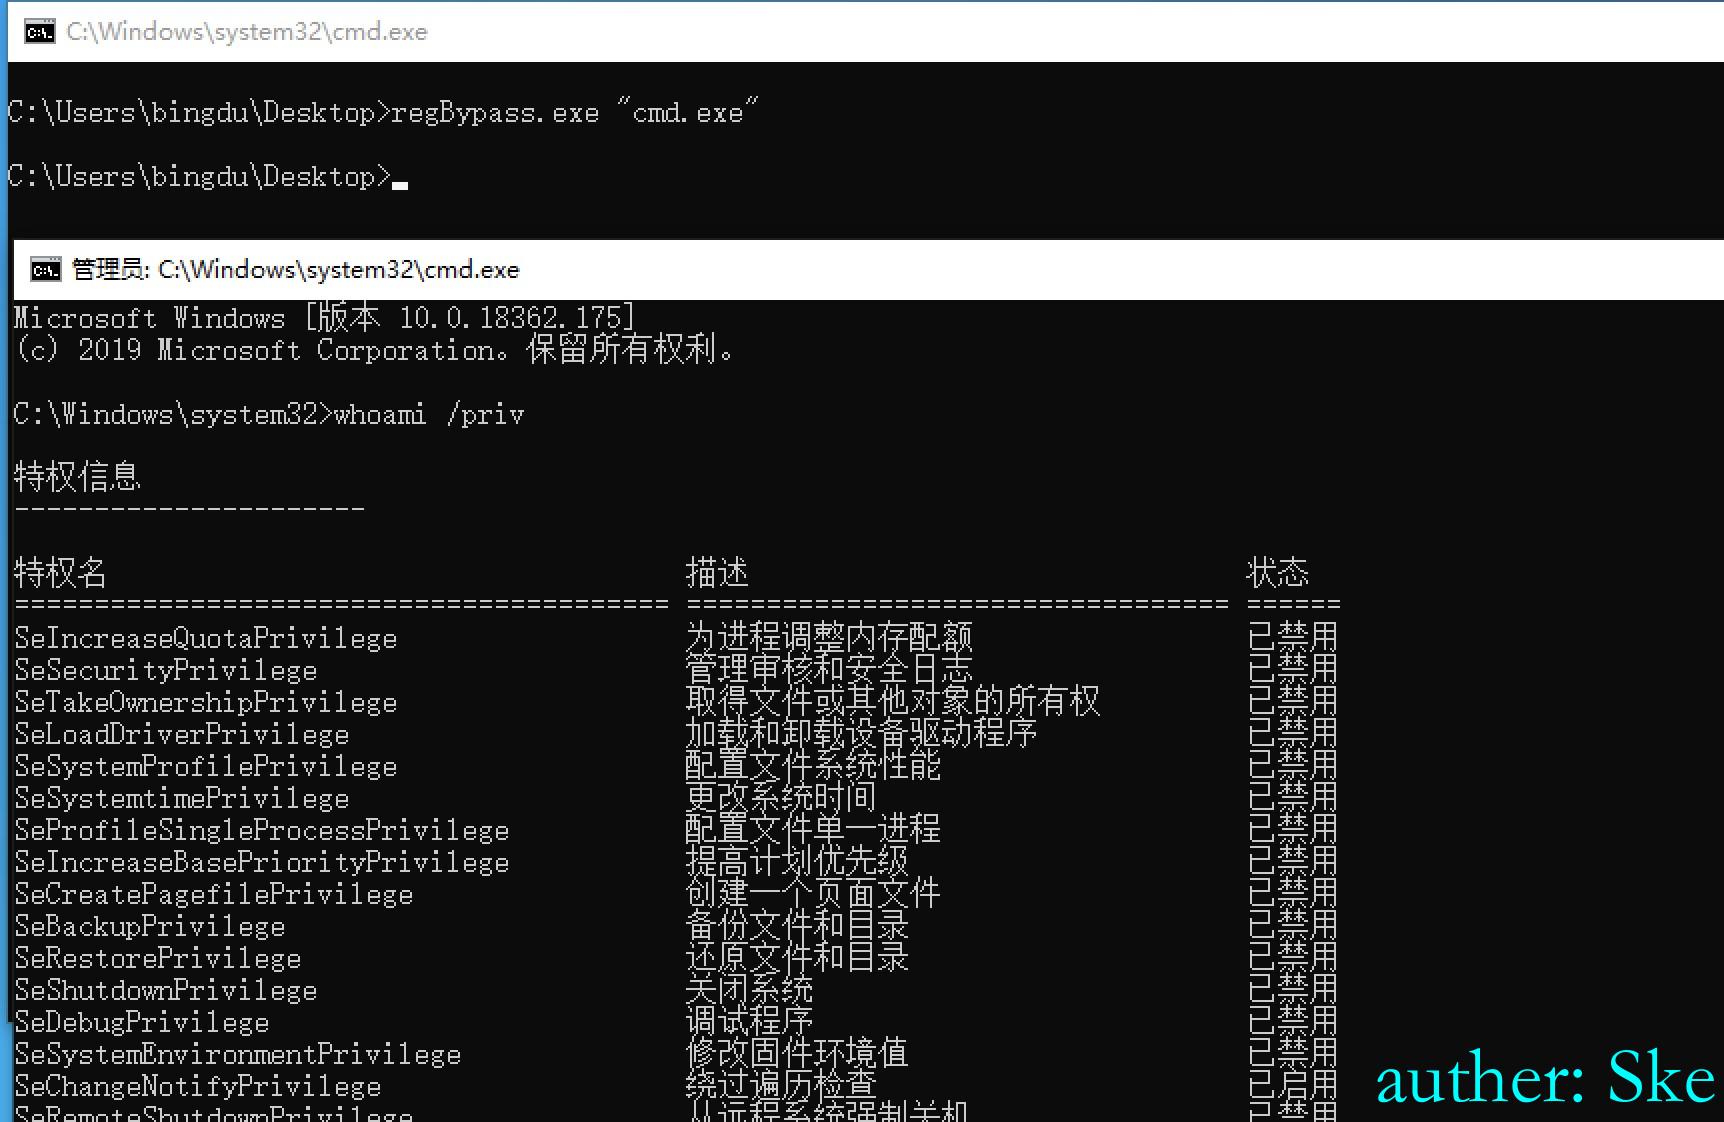 C:\Windows\system32\cmd.exe
C:\Users\bingdu\Desktop>regBypass.exe "cmd.exe"
C:\Users\bingdu\Desktop>
管理员: C:\Windows\system32\cmd.exe
Microsoft Windows [版本 10.0.18362.175]
(c) 2019 Microsoft Corporation。保留所有权利。
C:\Windows\system32>whoami /priv
特权信息
----------------------
特权名 描述 状态
========================================= ================================== ======
SeIncreaseQuotaPrivilege 为进程调整内存配额 已禁用
SeSecurityPrivilege 管理审核和安全日志 已禁用
SeTakeOwnershipPrivilege 取得文件或其他对象的所有权 已禁用
SeLoadDriverPrivilege 加载和卸载设备驱动程序 已禁用
SeSystemProfilePrivilege 配置文件系统性能 已禁用
SeSystemtimePrivilege 更改系统时间 已禁用
SeProfileSingleProcessPrivilege 配置文件单一进程 已禁用
SeIncreaseBasePriorityPrivilege 提高计划优先级 已禁用
SeCreatePagefilePrivilege 创建一个页面文件 已禁用
SeBackupPrivilege 备份文件和目录 已禁用
SeRestorePrivilege 还原文件和目录 已禁用
SeShutdownPrivilege 关闭系统 已禁用
SeDebugPrivilege 调试程序 已禁用
SeSystemEnvironmentPrivilege 修改固件环境值 已禁用
SeChangeNotifyPrivilege 绕过遍历检查 已启用
SeRemoteShutdownPrivilege 从远程系统强制关机 已禁用
auther: Ske